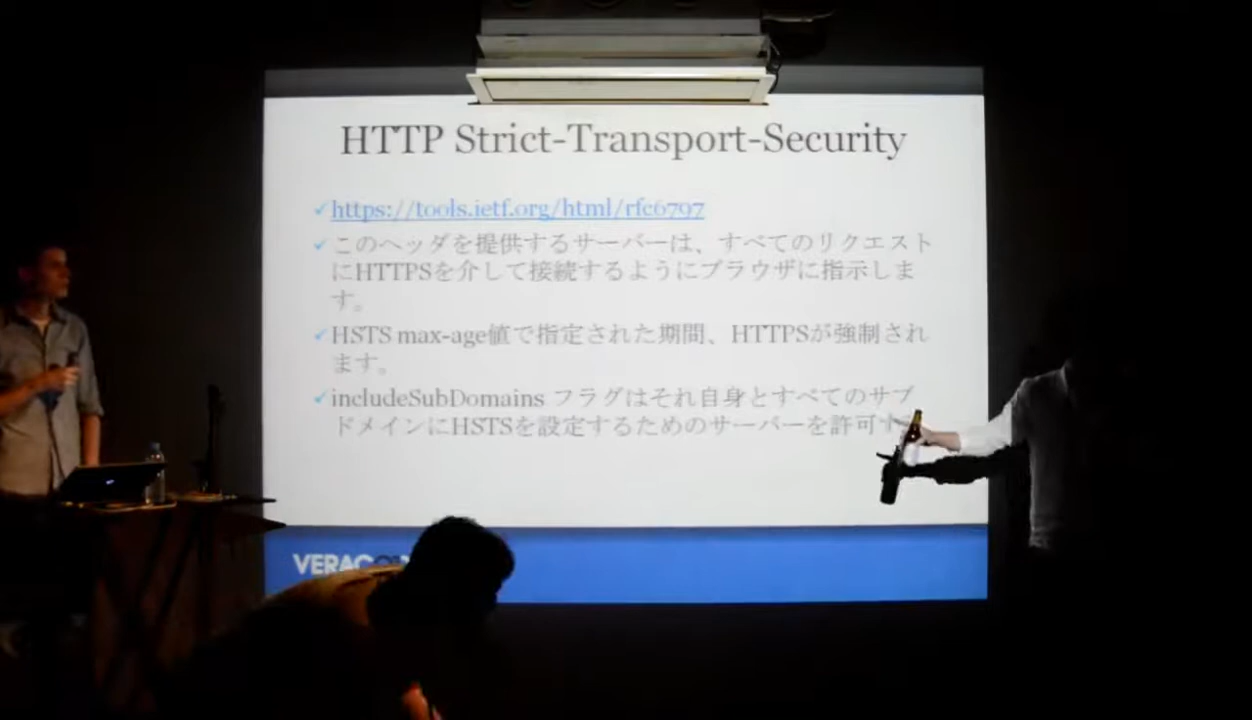 HTTP Strict-Transport-Security
https://tools.ietf.org/html/rfc6797
このヘッダを提供するサーバーは、すべてのリクエスト
にHTTPSを介して接続するようにブラウザに指示しま
す。
HSTS max-age値で指定された期間、HTTPSが強制され
ます。
includeSubDomains フラグはそれ自身とすべてのサブ
ドメインにHSTSを設定するためのサーバーを許可す